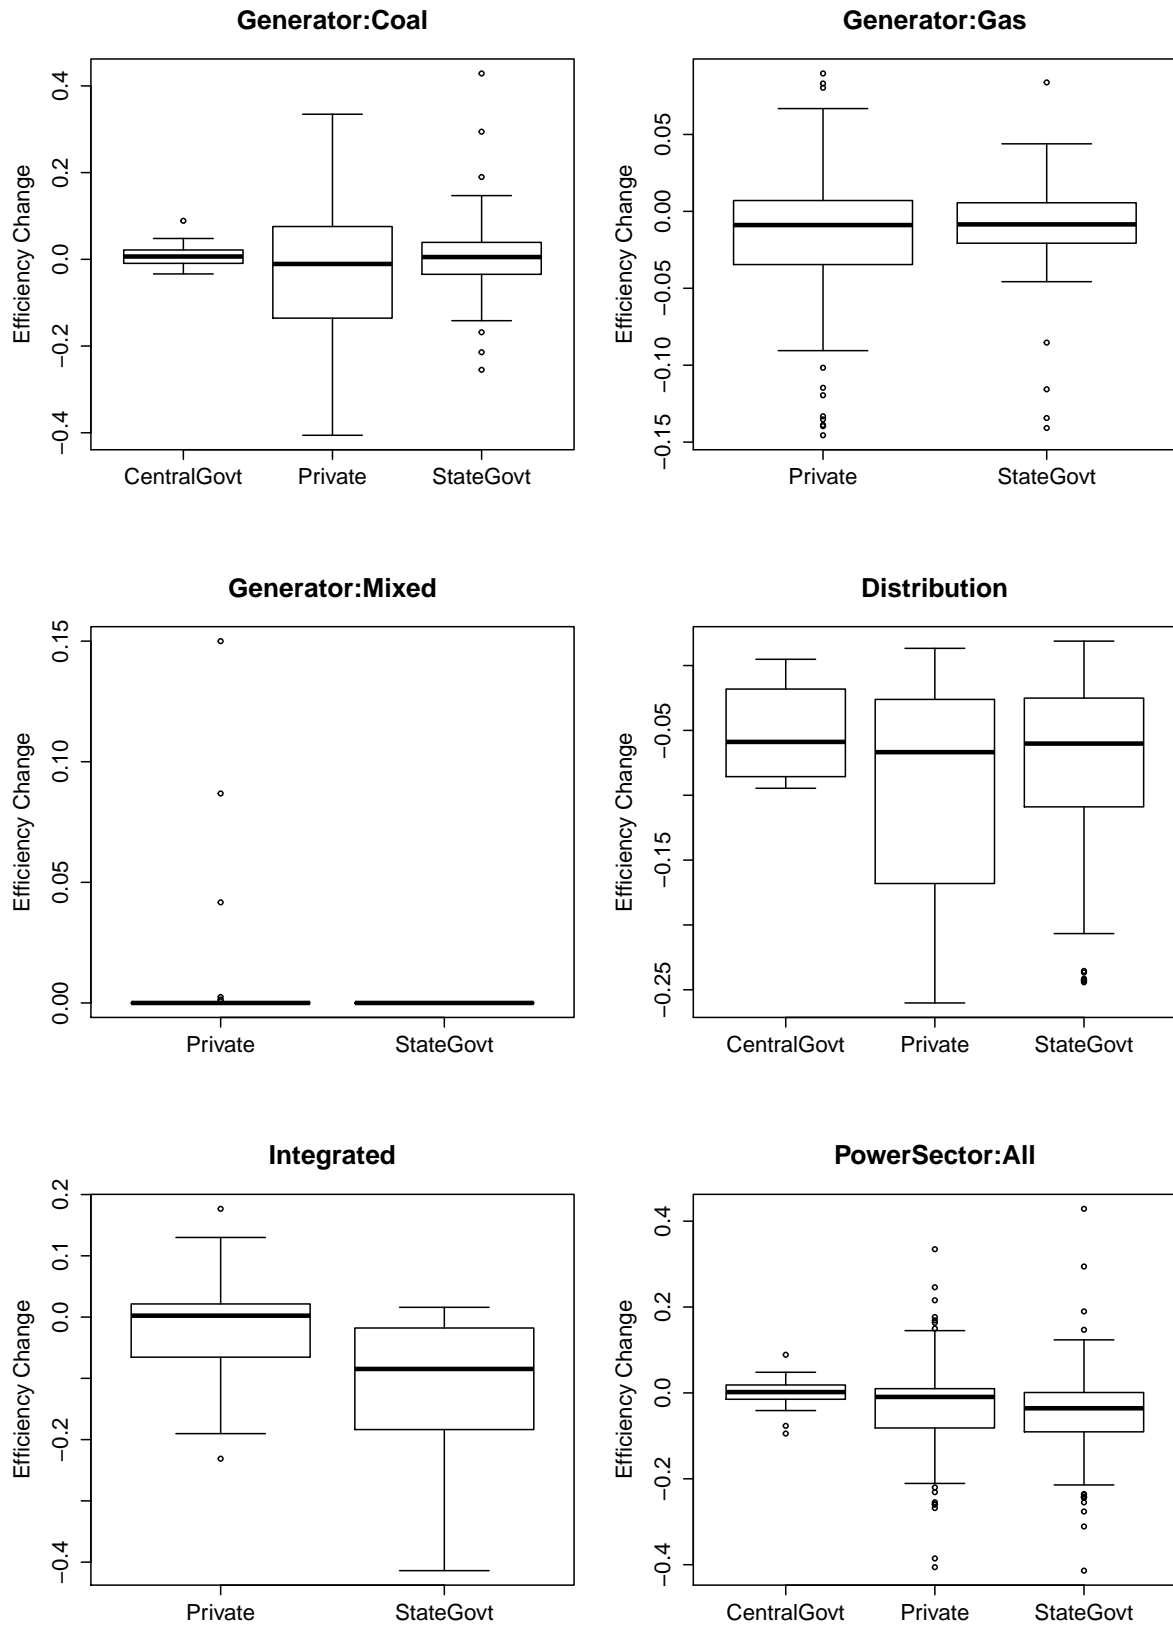 Generator:Coal
Efficiency Change
0.4
0.2
0.0
−0.2
−0.4
CentralGovt
Private
StateGovt
Generator:Gas
Efficiency Change
0.05
0.00
−0.05
−0.10
−0.15
Private
StateGovt
Generator:Mixed
Efficiency Change
0.15
0.10
0.05
0.00
Private
StateGovt
Distribution
Efficiency Change
−0.05
−0.15
−0.25
CentralGovt
Private
StateGovt
Integrated
Efficiency Change
0.2
0.1
0.0
−0.2
−0.4
Private
StateGovt
PowerSector:All
Efficiency Change
0.4
0.2
0.0
−0.2
−0.4
CentralGovt
Private
StateGovt